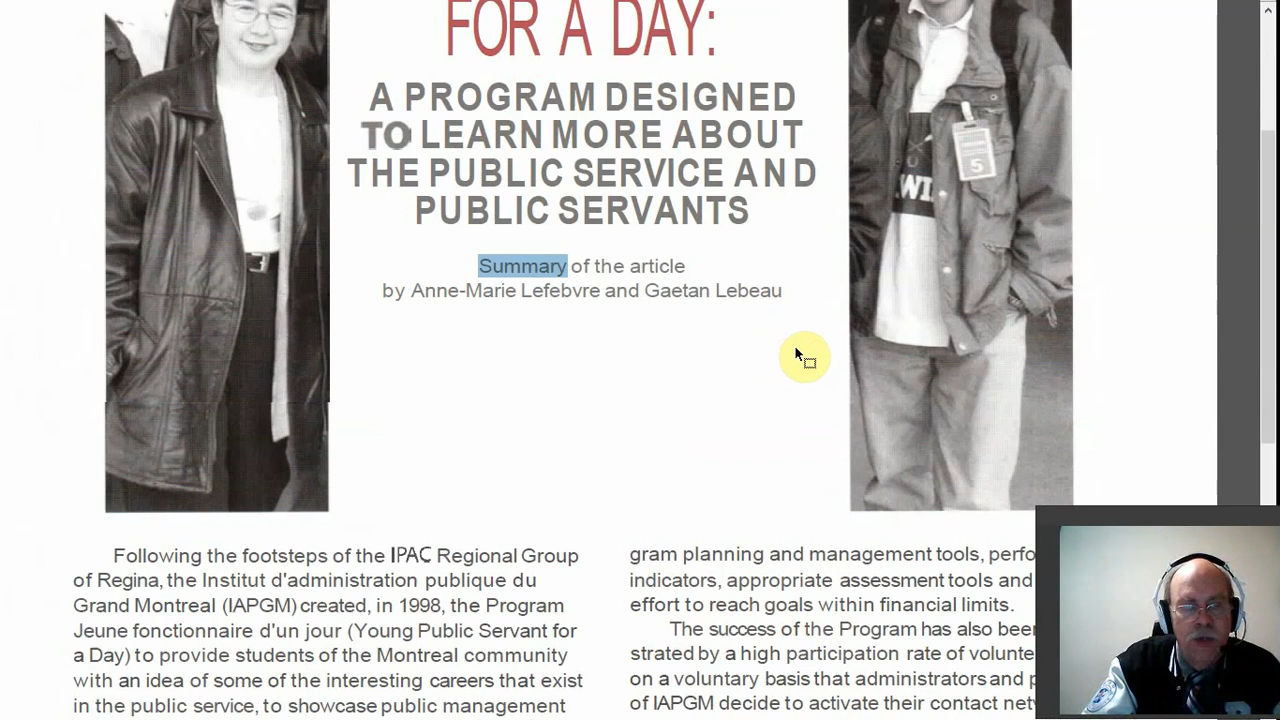 FOR A DAY:
A PROGRAM DESIGNED
TO LEARN MORE ABOUT
THE PUBLIC SERVICE AND
PUBLIC SERVANTS
Summary of the article
by Anne-Marie Lefebvre and Gaetan Lebeau
5
Following the footsteps of the IPAC Regional Group
of Regina, the Institut d'administration publique du
Grand Montreal (IAPGM) created, in 1998, the Program
Jeune fonctionnaire d'un jour (Young Public Servant for
a Day) to provide students of the Montreal community
with an idea of some of the interesting careers that exist
in the public service, to showcase public management
gram planning and management tools, perfo
indicators, appropriate assessment tools and
effort to reach goals within financial limits.
The success of the Program has also been
strated by a high participation rate of volunte
on a voluntary basis that administrators and p
of IAPGM decide to activate their contact net